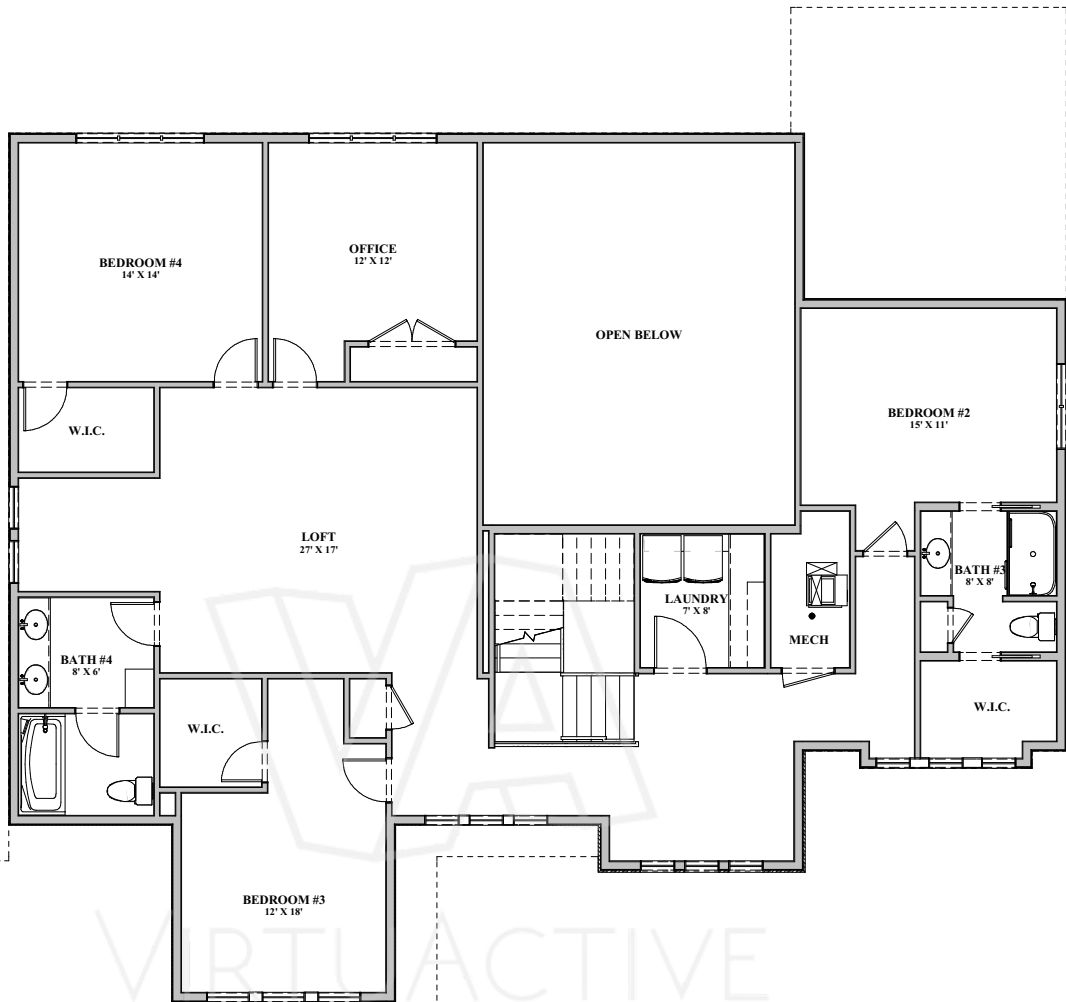 BEDROOM #4
14' X 14'
OFFICE
12' X 12'
OPEN BELOW
BEDROOM #2
15' X 11'
W.I.C.
LOFT
27' X 17'
BATH #3
8' X 8'
LAUNDRY
7' X 8'
MECH
BATH #4
8' X 6'
W.I.C.
W.I.C.
BEDROOM #3
12' X 18'
VA
VIRTUACTIVE